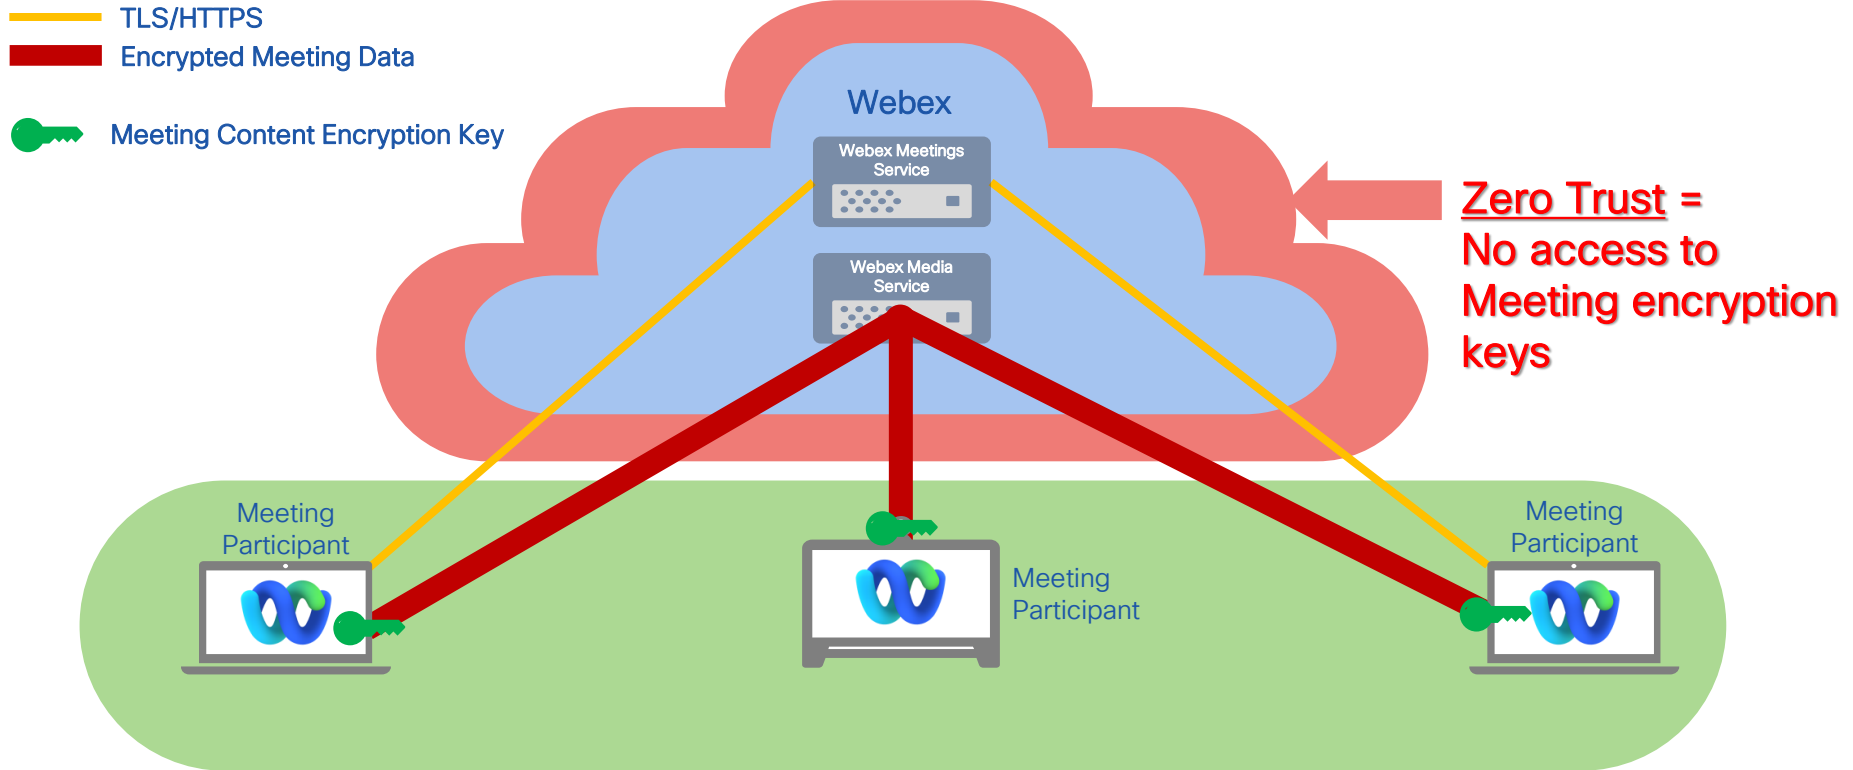 TLS/HTTPS
Encrypted Meeting Data
Meeting Content Encryption Key
Webex
Webex Meetings
Service
Webex Media
Service
Zero Trust =
No access to
Meeting encryption
keys
Meeting
Participant
Meeting
Participant
Meeting
Participant